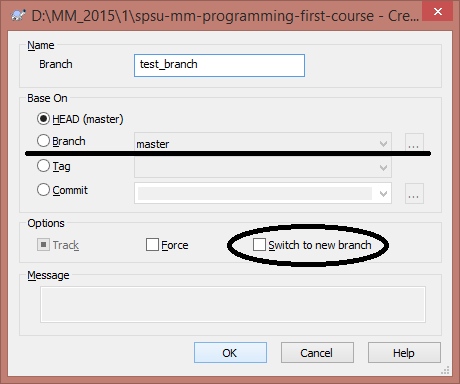 D:\MM_2015\1\spsu-mm-programming-first-course - Cre...
Name
Branch test_branch
Base On
HEAD (master)
Branch master ...
Tag
Commit ...
Options
Track Force Switch to new branch
Message
OK Cancel Help